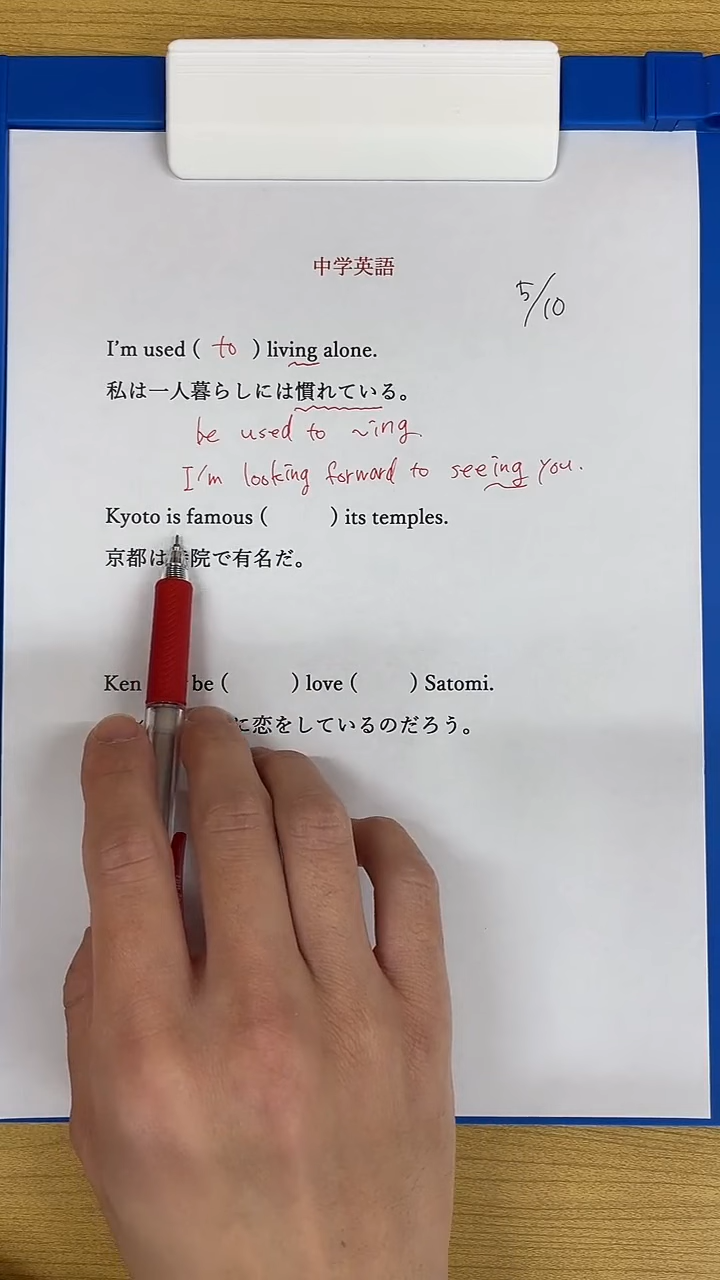 中学英語
5/10
I'm used ( to ) living alone.
私は一人暮らしには慣れている。
be used to ~ing
I'm looking forward to seeing you.
Kyoto is famous (　　) its temples.
京都は院で有名だ。
Ken be (　　) love (　　) Satomi.
に恋をしているのだろう。